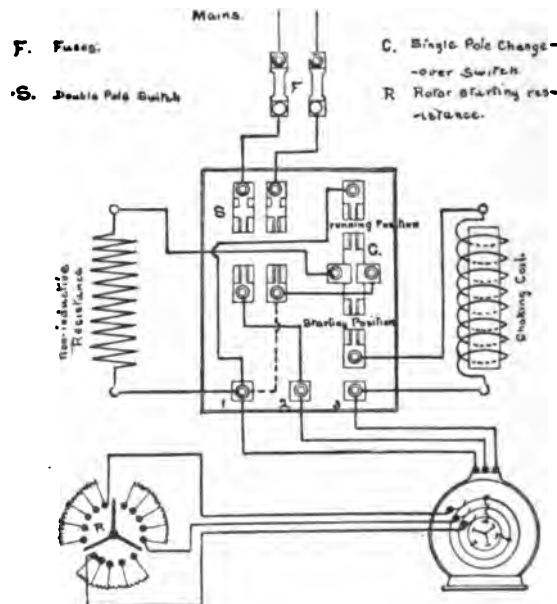 Mains.
F. Fuses.
S. Double Pole Switch
C. Single Pole Change-
-over Switch
R Rotor starting res-
-istance.
F
S
running Position
C.
Starting Position
Non-inductive
Resistance
Choking Coil
1
2
3
R